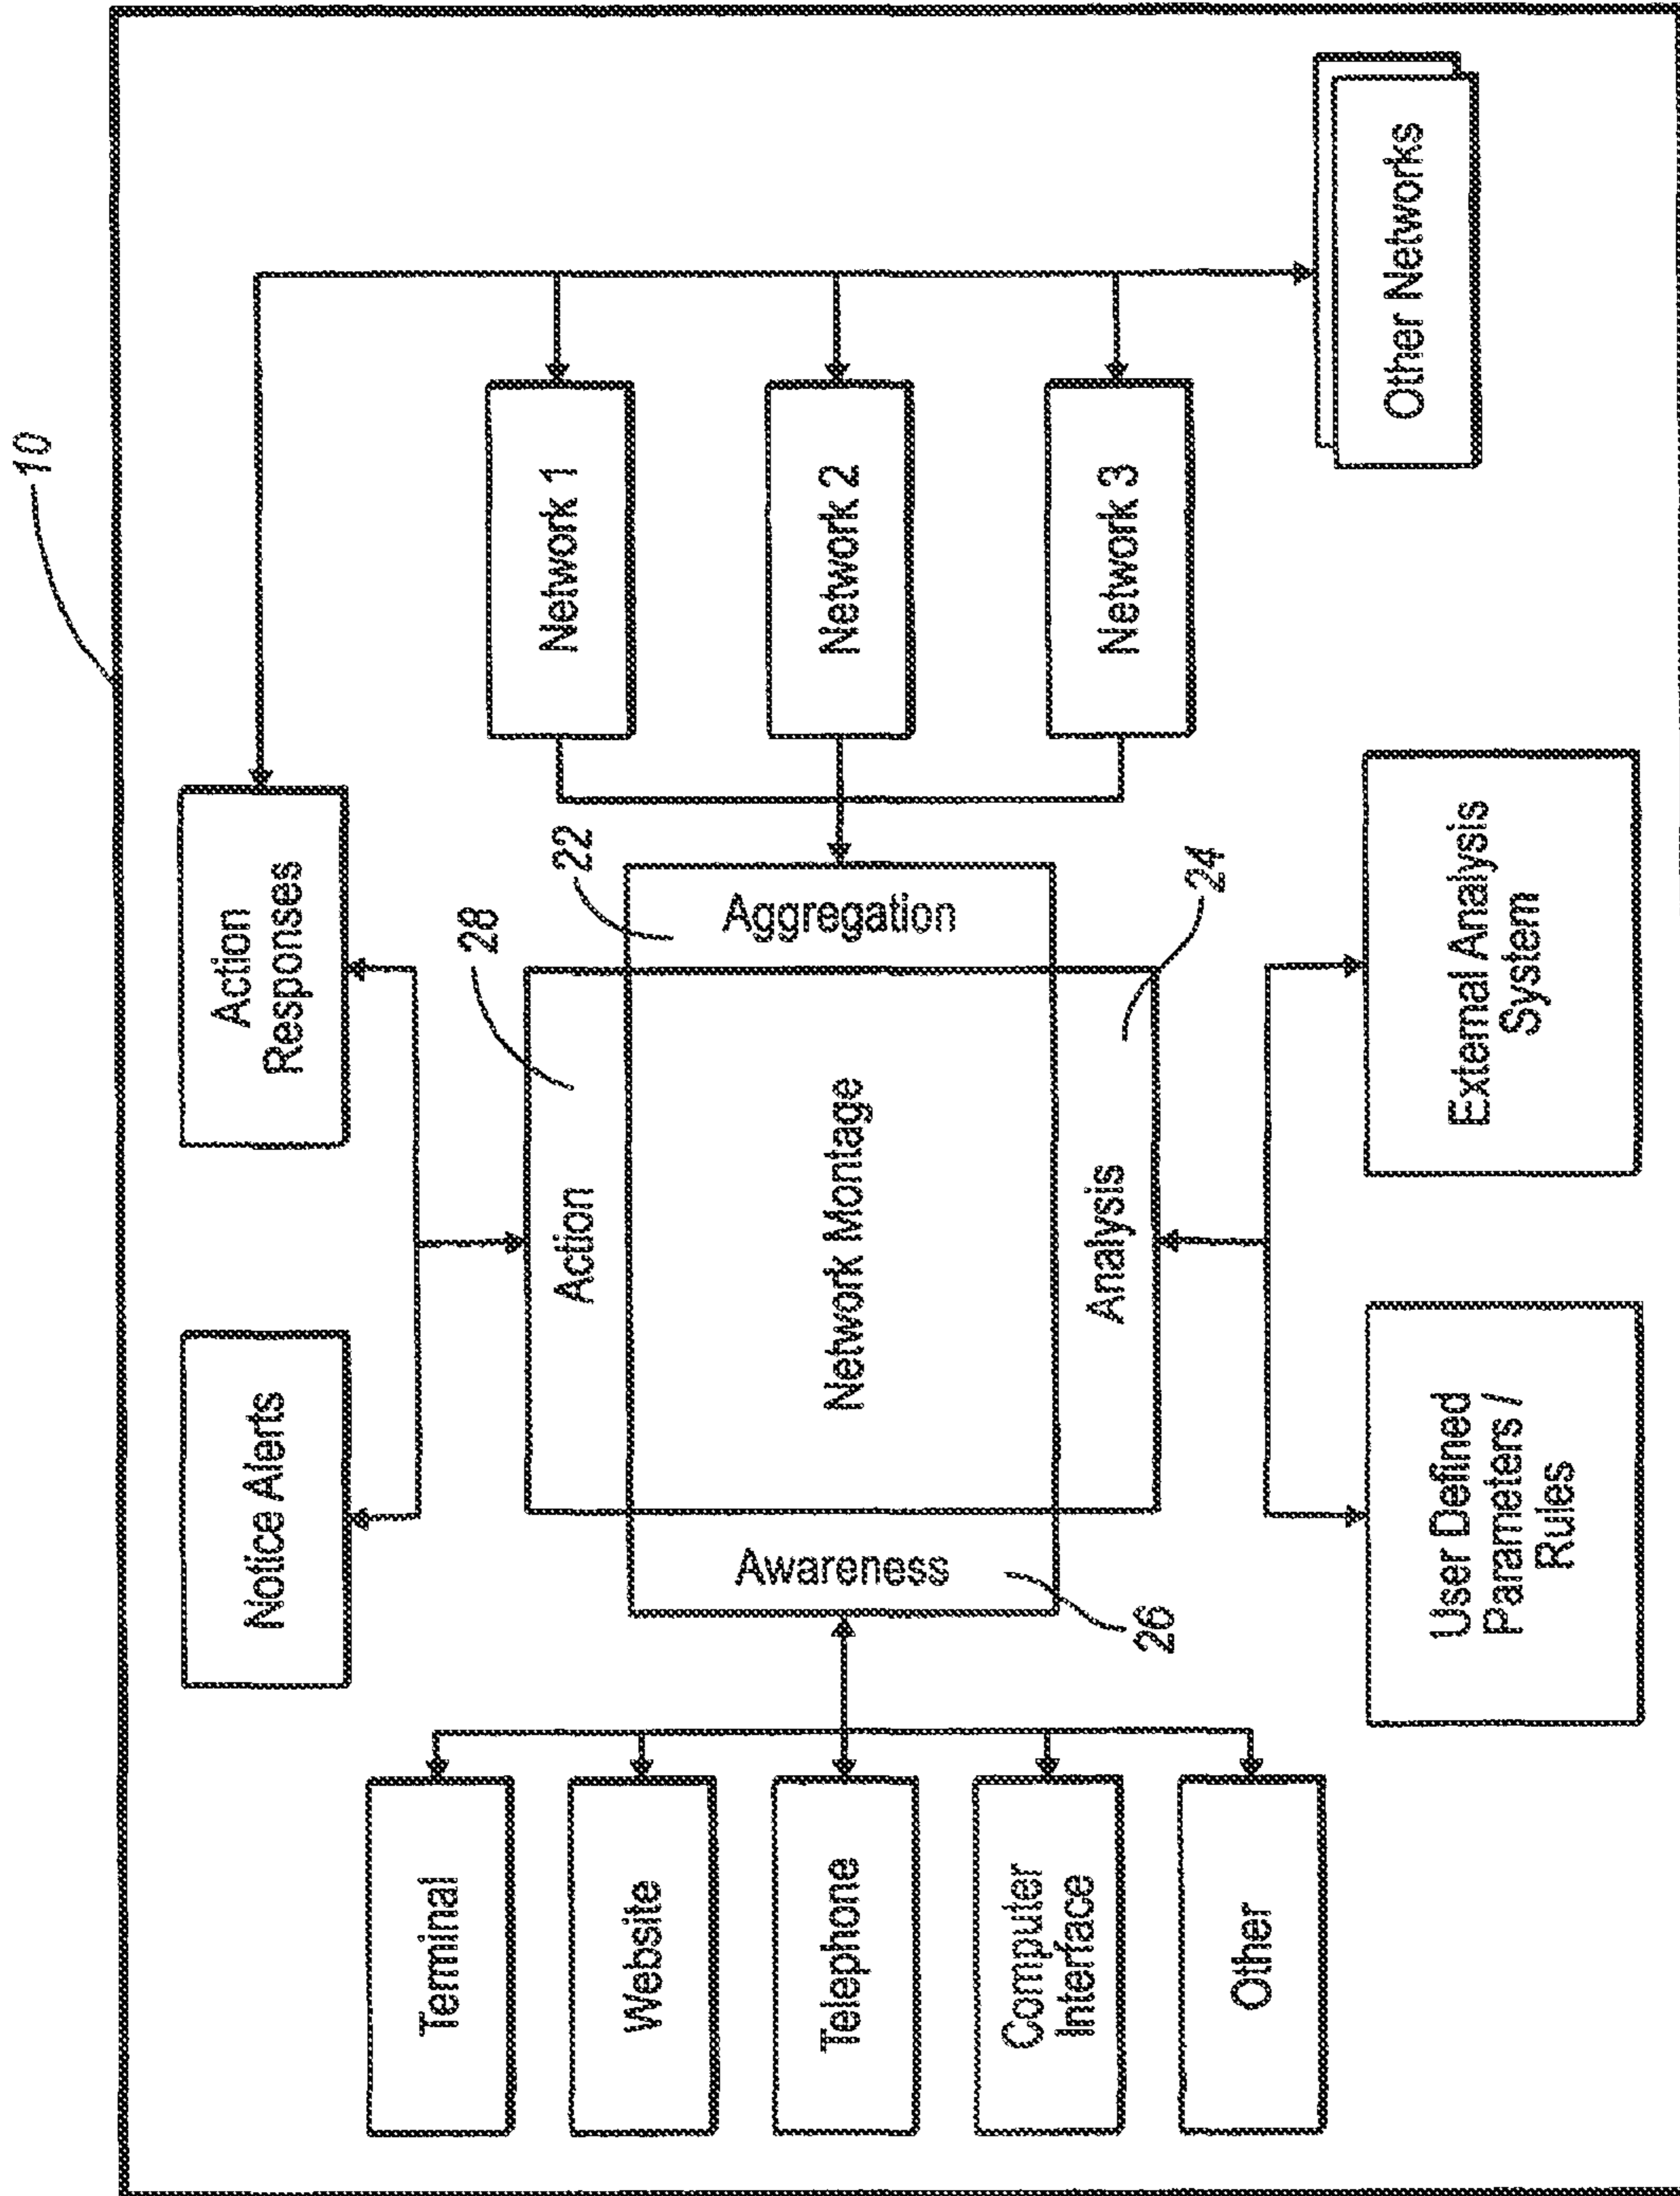 10
Notice Alerts
Action
Responses
Terminal
Website
Telephone
Computer
Interface
Other
28
Action
22
Awareness
Network Montage
Aggregation
26
Analysis
24
Network 1
Network 2
Network 3
User Defined
Parameters /
Rules
External Analysis
System
Other Networks